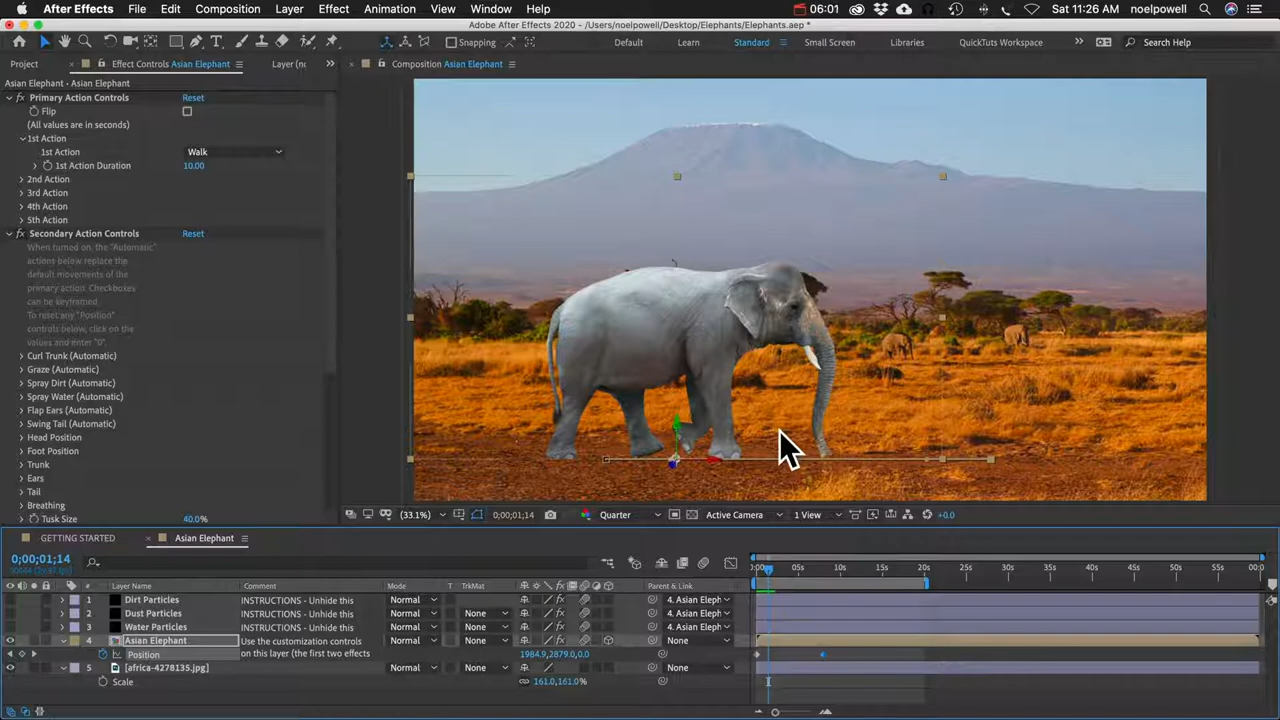 After Effects File Edit Composition Layer Effect Animation View Window Help 06:01 Sat 11:26 AM noelpowell
Adobe After Effects 2020 - /Users/noelpowell/Desktop/Elephants/Elephants.aep *
Snapping Default Learn Standard Small Screen Libraries QuickTuts Workspace Search Help
Project Effect Controls Asian Elephant Layer (nc Composition Asian Elephant
Asian Elephant • Asian Elephant
fx Primary Action Controls Reset
Flip
(All values are in seconds)
1st Action
1st Action Walk
1st Action Duration 10.00
2nd Action
3rd Action
4th Action
5th Action
fx Secondary Action Controls Reset
When turned on, the "Automatic"
actions below replace the
default movements of the
primary action. Checkboxes
can be keyframed.
To reset any "Position"
controls below, click on the
values and enter "0".
Curl Trunk (Automatic)
Graze (Automatic)
Spray Dirt (Automatic)
Spray Water (Automatic)
Flap Ears (Automatic)
Swing Tail (Automatic)
Head Position
Foot Position
Trunk
Ears
Tail
Breathing
Tusk Size 40.0%
(33.1%) 0;00;01;14 Quarter Active Camera 1 View +0.0
GETTING STARTED Asian Elephant
0;00;01;14
# Layer Name Comment Mode T TrkMat Parent & Link 05s 10s 15s 20s 25s 00:0
1 Dirt Particles INSTRUCTIONS - Unhide this Normal 4. Asian Eleph
2 Dust Particles INSTRUCTIONS - Unhide this Normal None 4. Asian Eleph
3 Water Particles INSTRUCTIONS - Unhide this Normal None 4. Asian Eleph
4 Asian Elephant Use the customization controls Normal None None
Position on this layer (the first two effects 1984.9,2879.0,0.0
5 [africa-4278135.jpg] Normal None None
Scale 161.0,161.0%